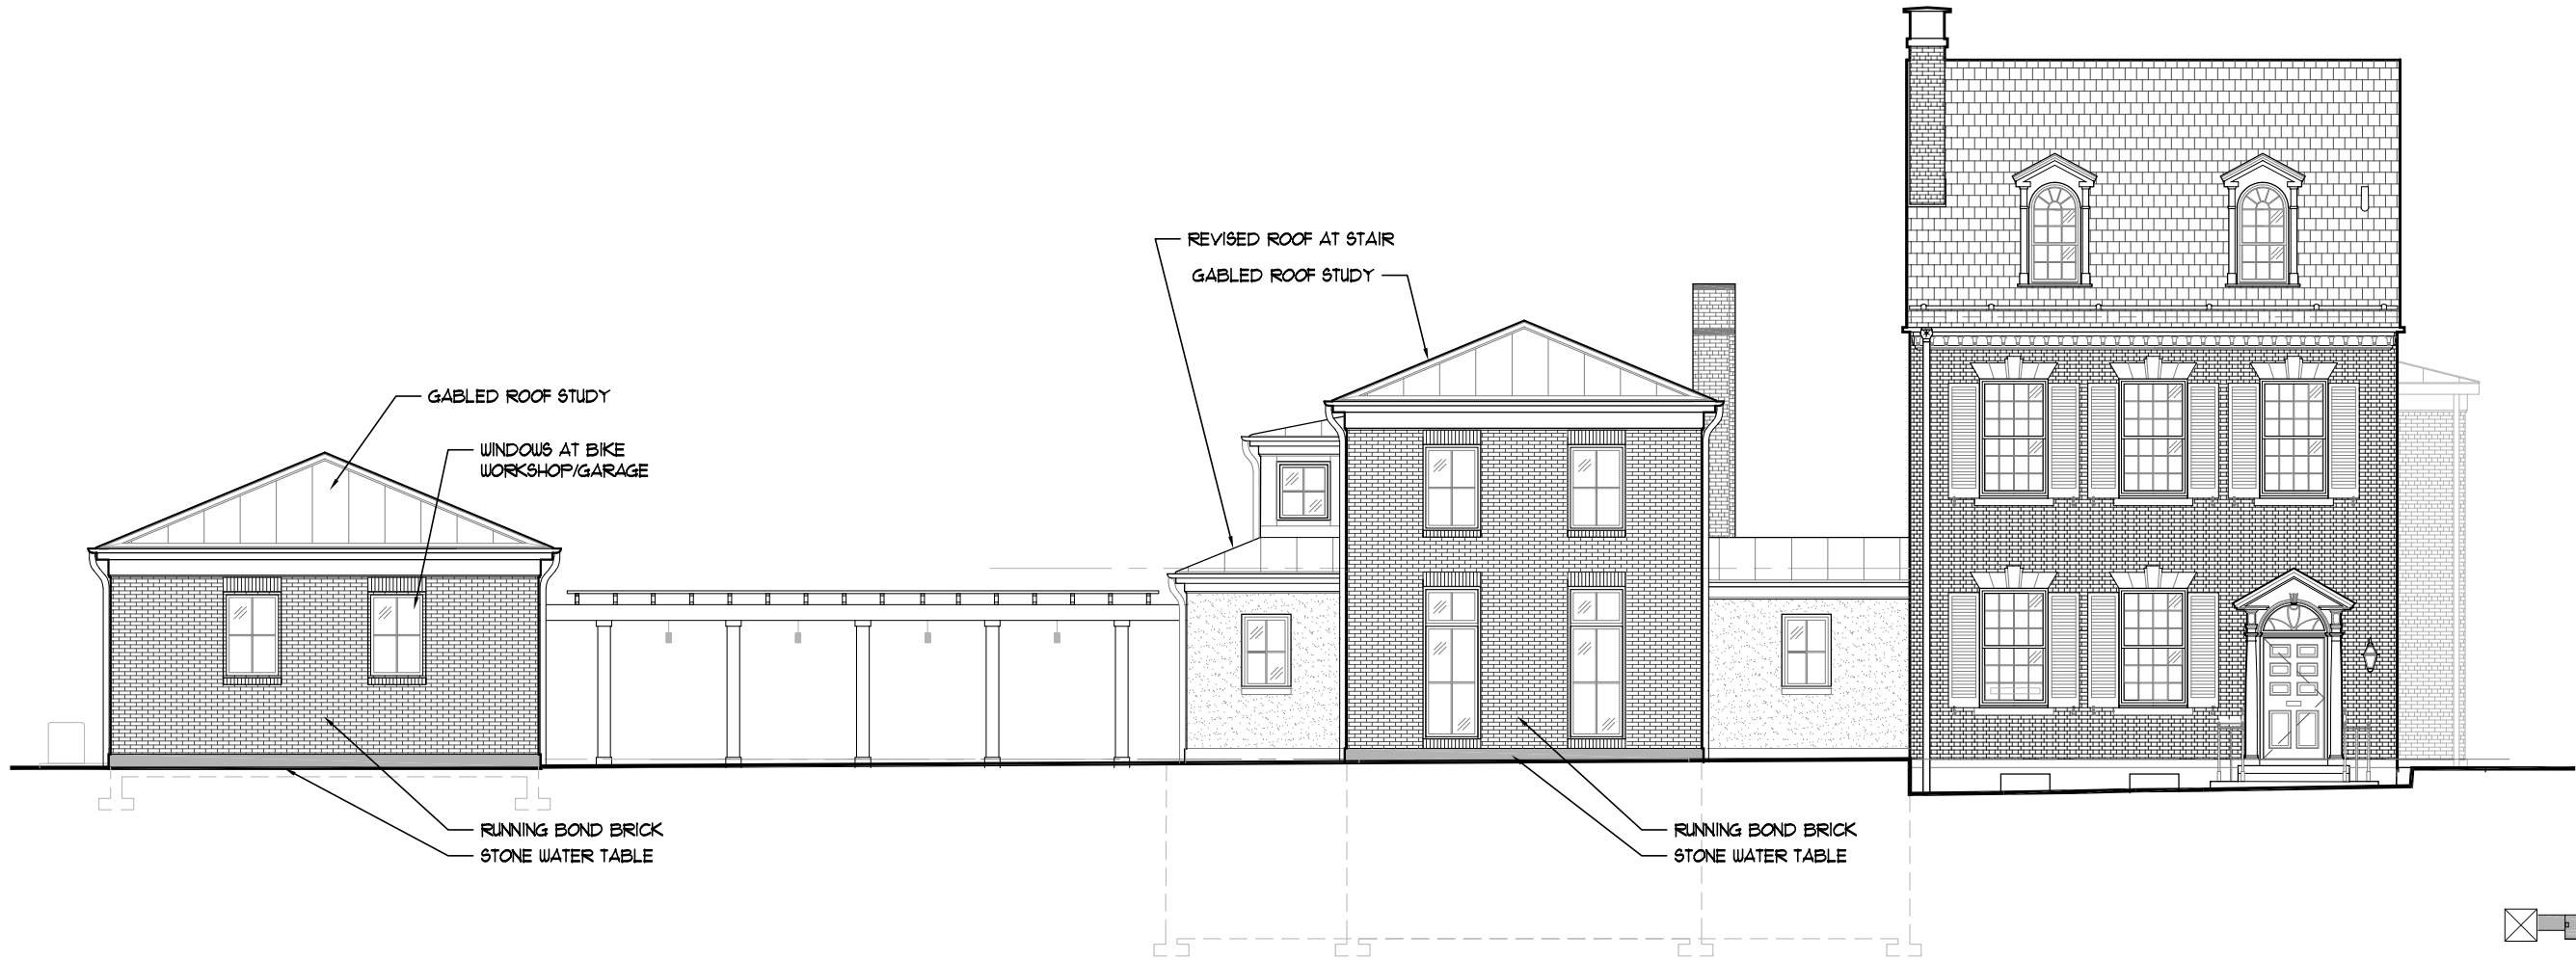 REVISED ROOF AT STAIR
GABLED ROOF STUDY
GABLED ROOF STUDY
WINDOWS AT BIKE
WORKSHOP/GARAGE
RUNNING BOND BRICK
STONE WATER TABLE
RUNNING BOND BRICK
STONE WATER TABLE